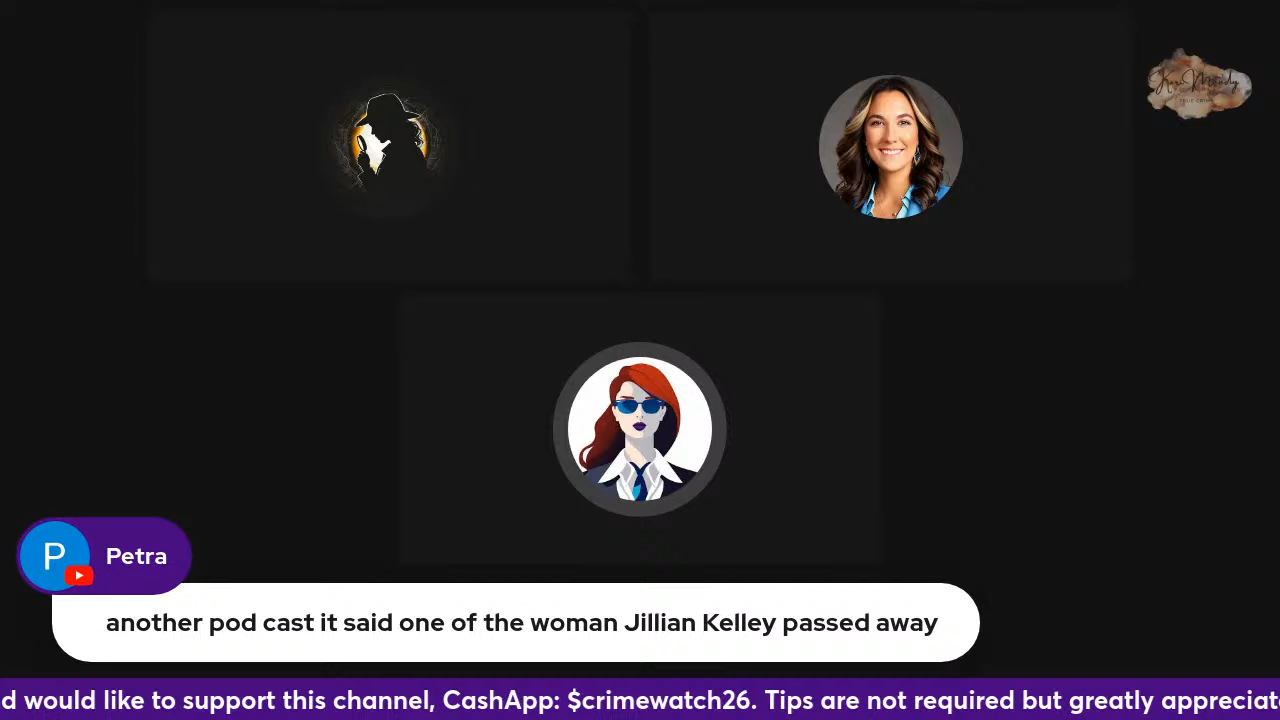 P
Petra
another pod cast it said one of the woman Jillian Kelley passed away
d would like to support this channel, CashApp: $crimewatch26. Tips are not required but greatly appreciat